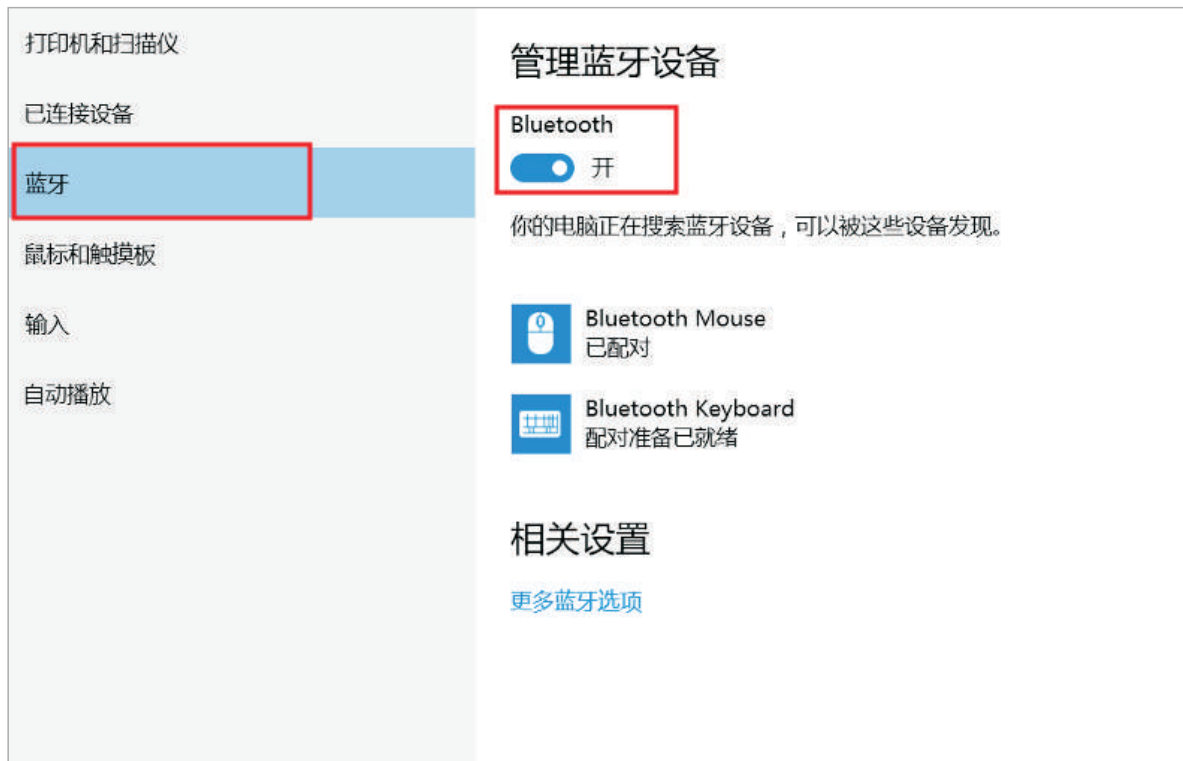 打印机和扫描仪
已连接设备
蓝牙
鼠标和触摸板
输入
自动播放
管理蓝牙设备
Bluetooth
开
你的电脑正在搜索蓝牙设备，可以被这些设备发现。
Bluetooth Mouse
已配对
Bluetooth Keyboard
配对准备已就绪
相关设置
更多蓝牙选项